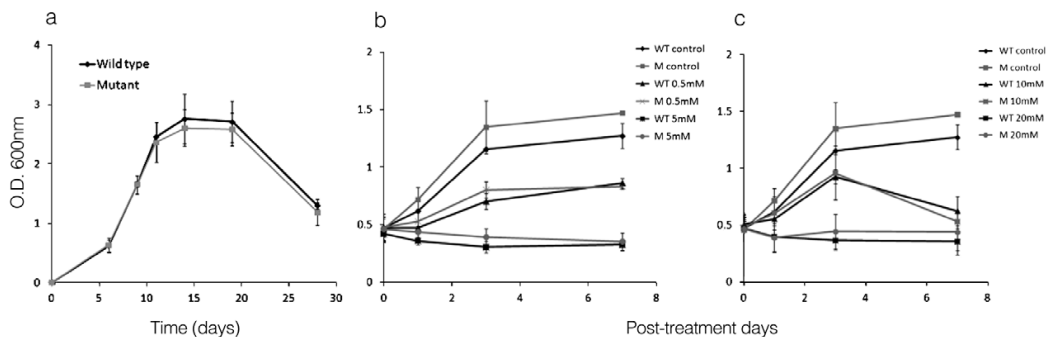 a
O.D. 600nm
4
3
2
1
0
Wild type
Mutant
0 5 10 15 20 25 30
Time (days)
b
2
1.5
1
0.5
0
WT control
M control
WT 0.5mM
M 0.5mM
WT 5mM
M 5mM
0 2 4 6 8
c
2
1.5
1
0.5
0
WT control
M control
WT 10mM
M 10mM
WT 20mM
M 20mM
0 2 4 6 8
Post-treatment days